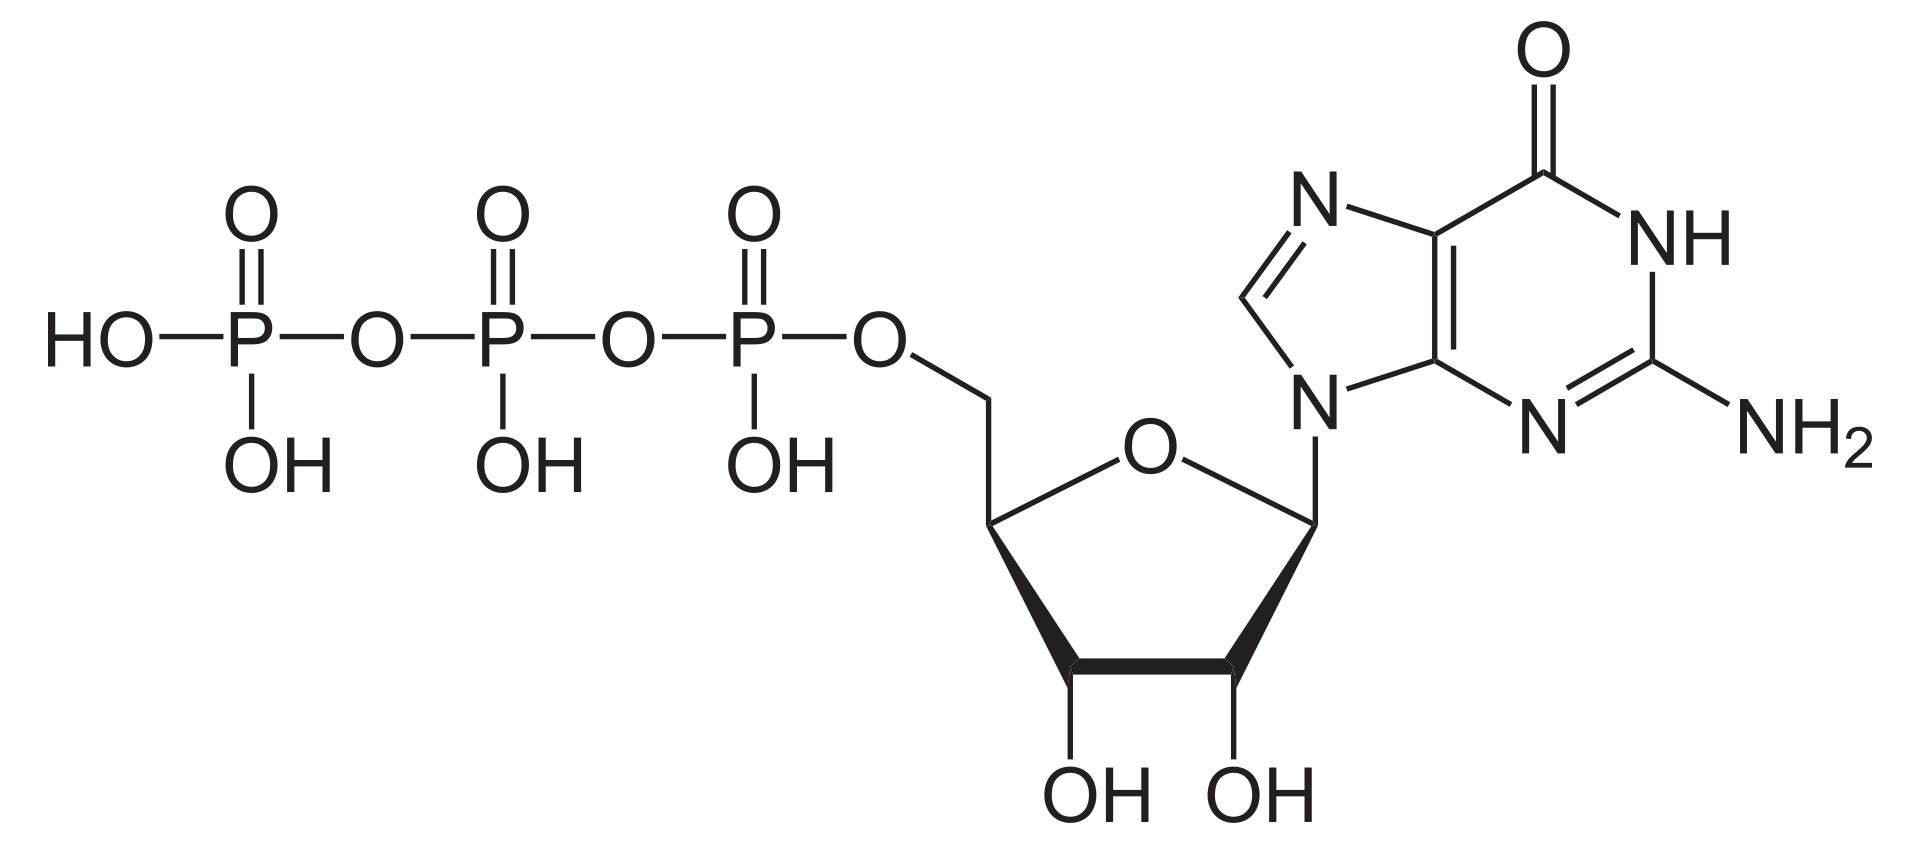 O
N
O O O
NH
HO P O P O P O
N
N NH2
O
OH OH OH
OH OH